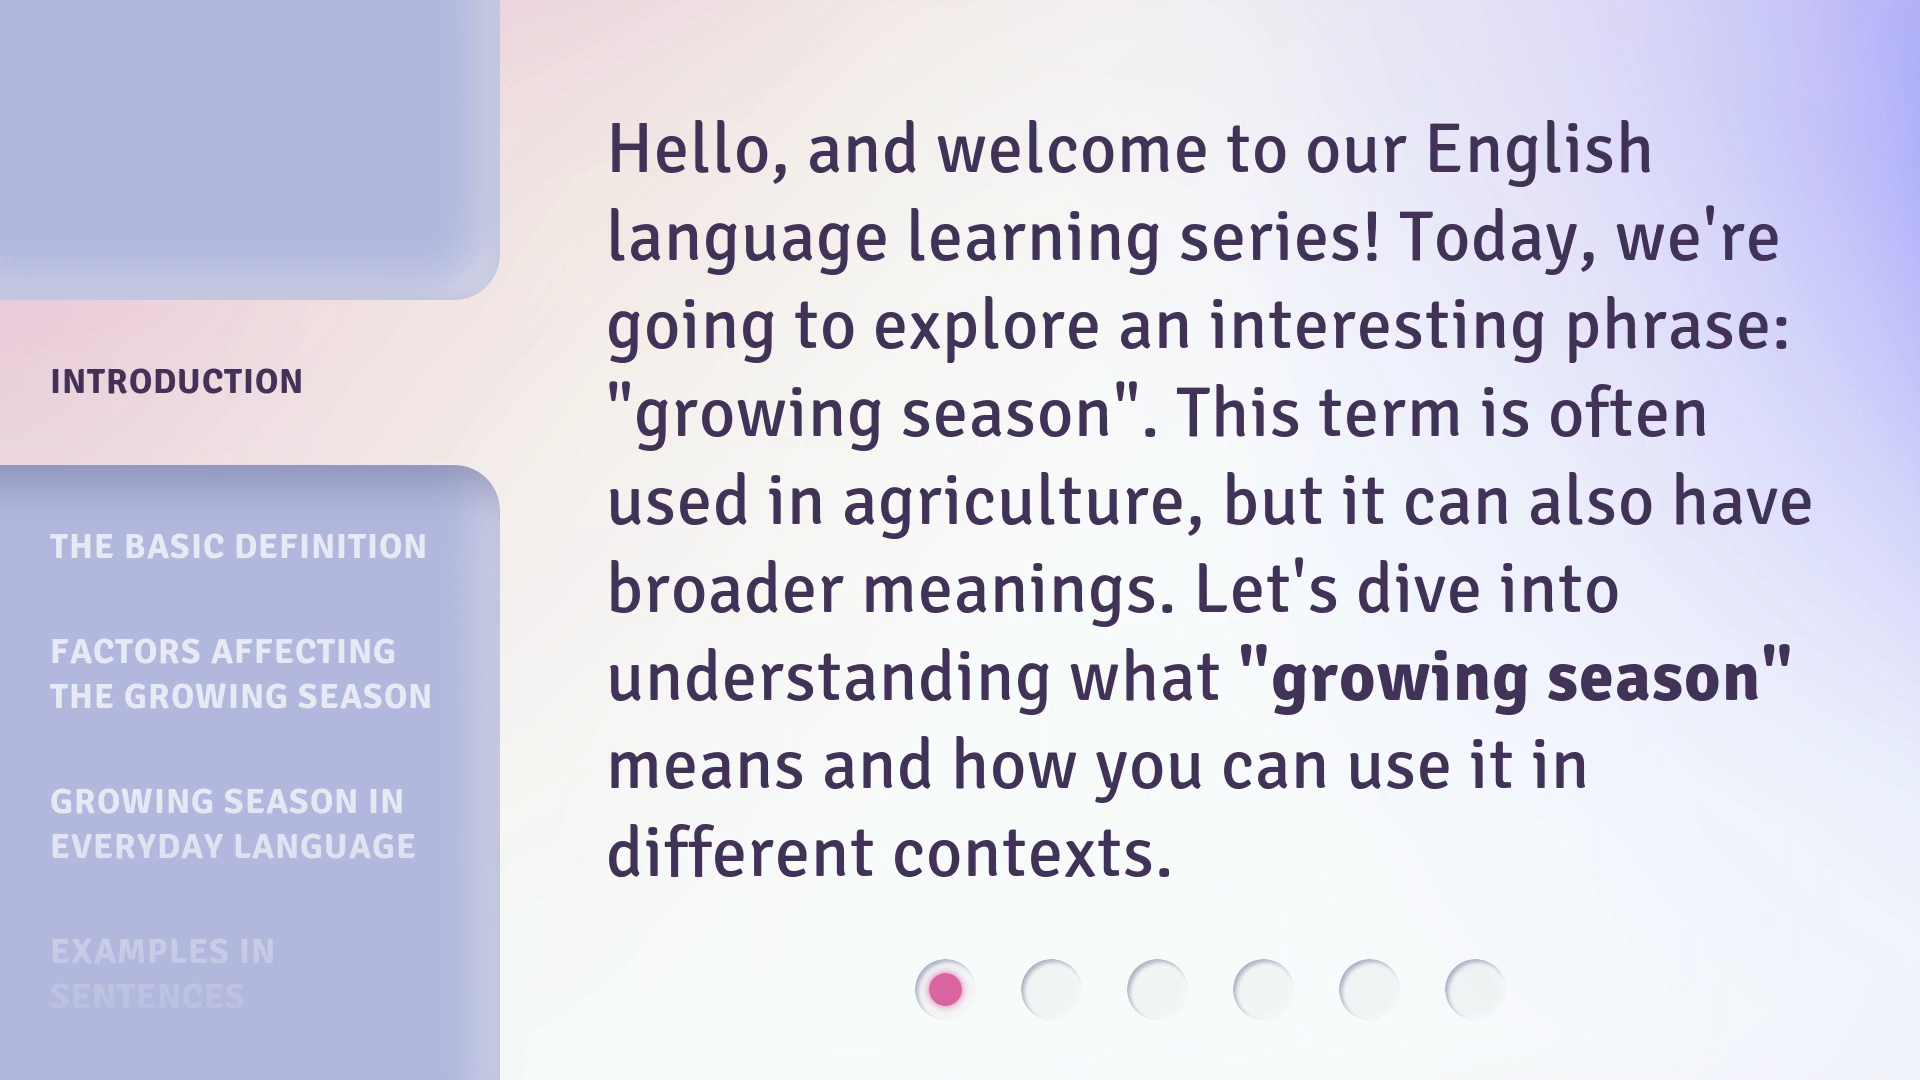 INTRODUCTION
THE BASIC DEFINITION
FACTORS AFFECTING
THE GROWING SEASON
GROWING SEASON IN
EVERYDAY LANGUAGE
EXAMPLES IN
SENTENCES
Hello, and welcome to our English
language learning series! Today, we're
going to explore an interesting phrase:
"growing season". This term is often
used in agriculture, but it can also have
broader meanings. Let's dive into
understanding what "growing season"
means and how you can use it in
different contexts.